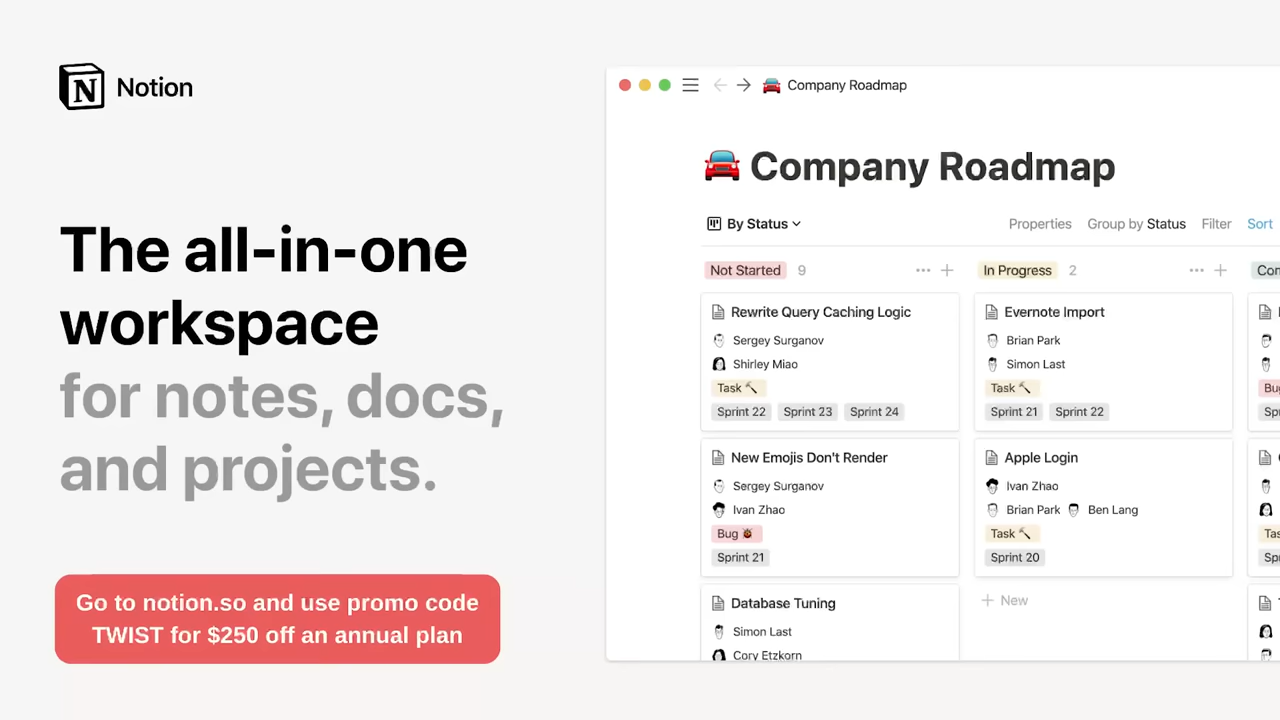 Notion
The all-in-one
workspace
for notes, docs,
and projects.
Go to notion.so and use promo code
TWIST for $250 off an annual plan
Company Roadmap
Company Roadmap
By Status
Properties Group by Status Filter Sort
Not Started 9
Rewrite Query Caching Logic
Sergey Surganov
Shirley Miao
Task
Sprint 22 Sprint 23 Sprint 24
New Emojis Don't Render
Sergey Surganov
Ivan Zhao
Bug
Sprint 21
Database Tuning
Simon Last
Cory Etzkorn
In Progress 2
Evernote Import
Brian Park
Simon Last
Task
Sprint 21 Sprint 22
Apple Login
Ivan Zhao
Brian Park Ben Lang
Task
Sprint 20
+ New